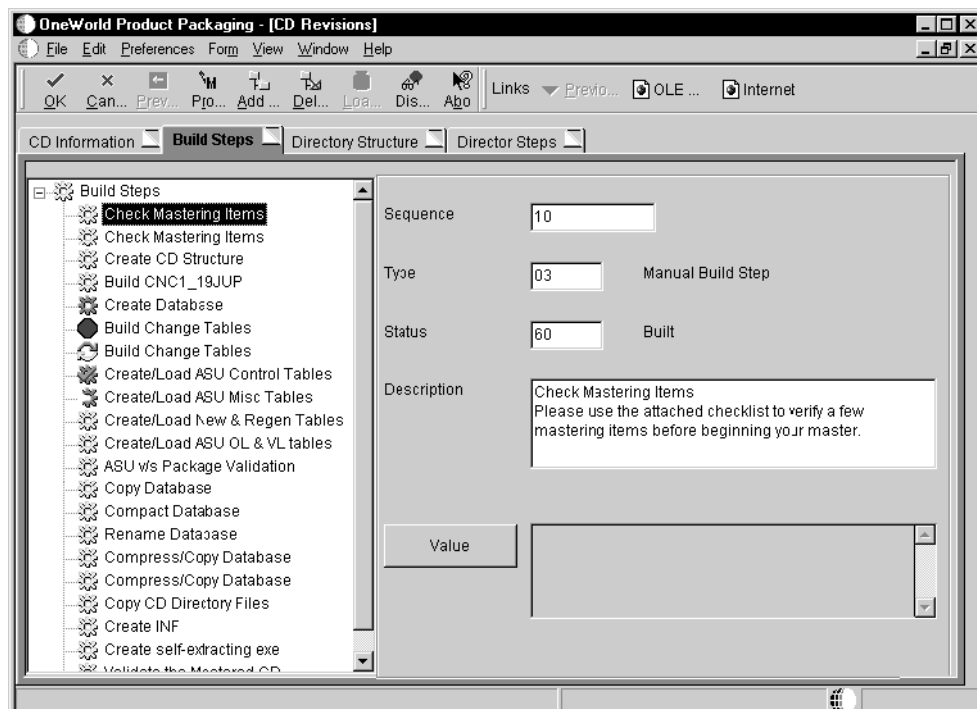 OneWorld Product Packaging - [CD Revisions]
File Edit Preferences Form View Window Help
OK Can... Prev... Pro... Add ... Del... Loa... Dis... Abo Links Previo... OLE ... Internet
CD Information Build Steps Directory Structure Director Steps
Build Steps
Check Mastering Items
Check Mastering Items
Create CD Structure
Build CNC1_19JUP
Create Database
Build Change Tables
Build Change Tables
Create/Load ASU Control Tables
Create/Load ASU Misc Tables
Create/Load New & Regen Tables
Create/Load ASU OL & VL tables
ASU w/s Package Validation
Copy Database
Compact Database
Rename Database
Compress/Copy Database
Compress/Copy Database
Copy CD Directory Files
Create INF
Create self-extracting exe
Validate the Mastered CD
Sequence 10
Type 03 Manual Build Step
Status 60 Built
Description
Check Mastering Items
Please use the attached checklist to verify a few
mastering items before beginning your master.
Value